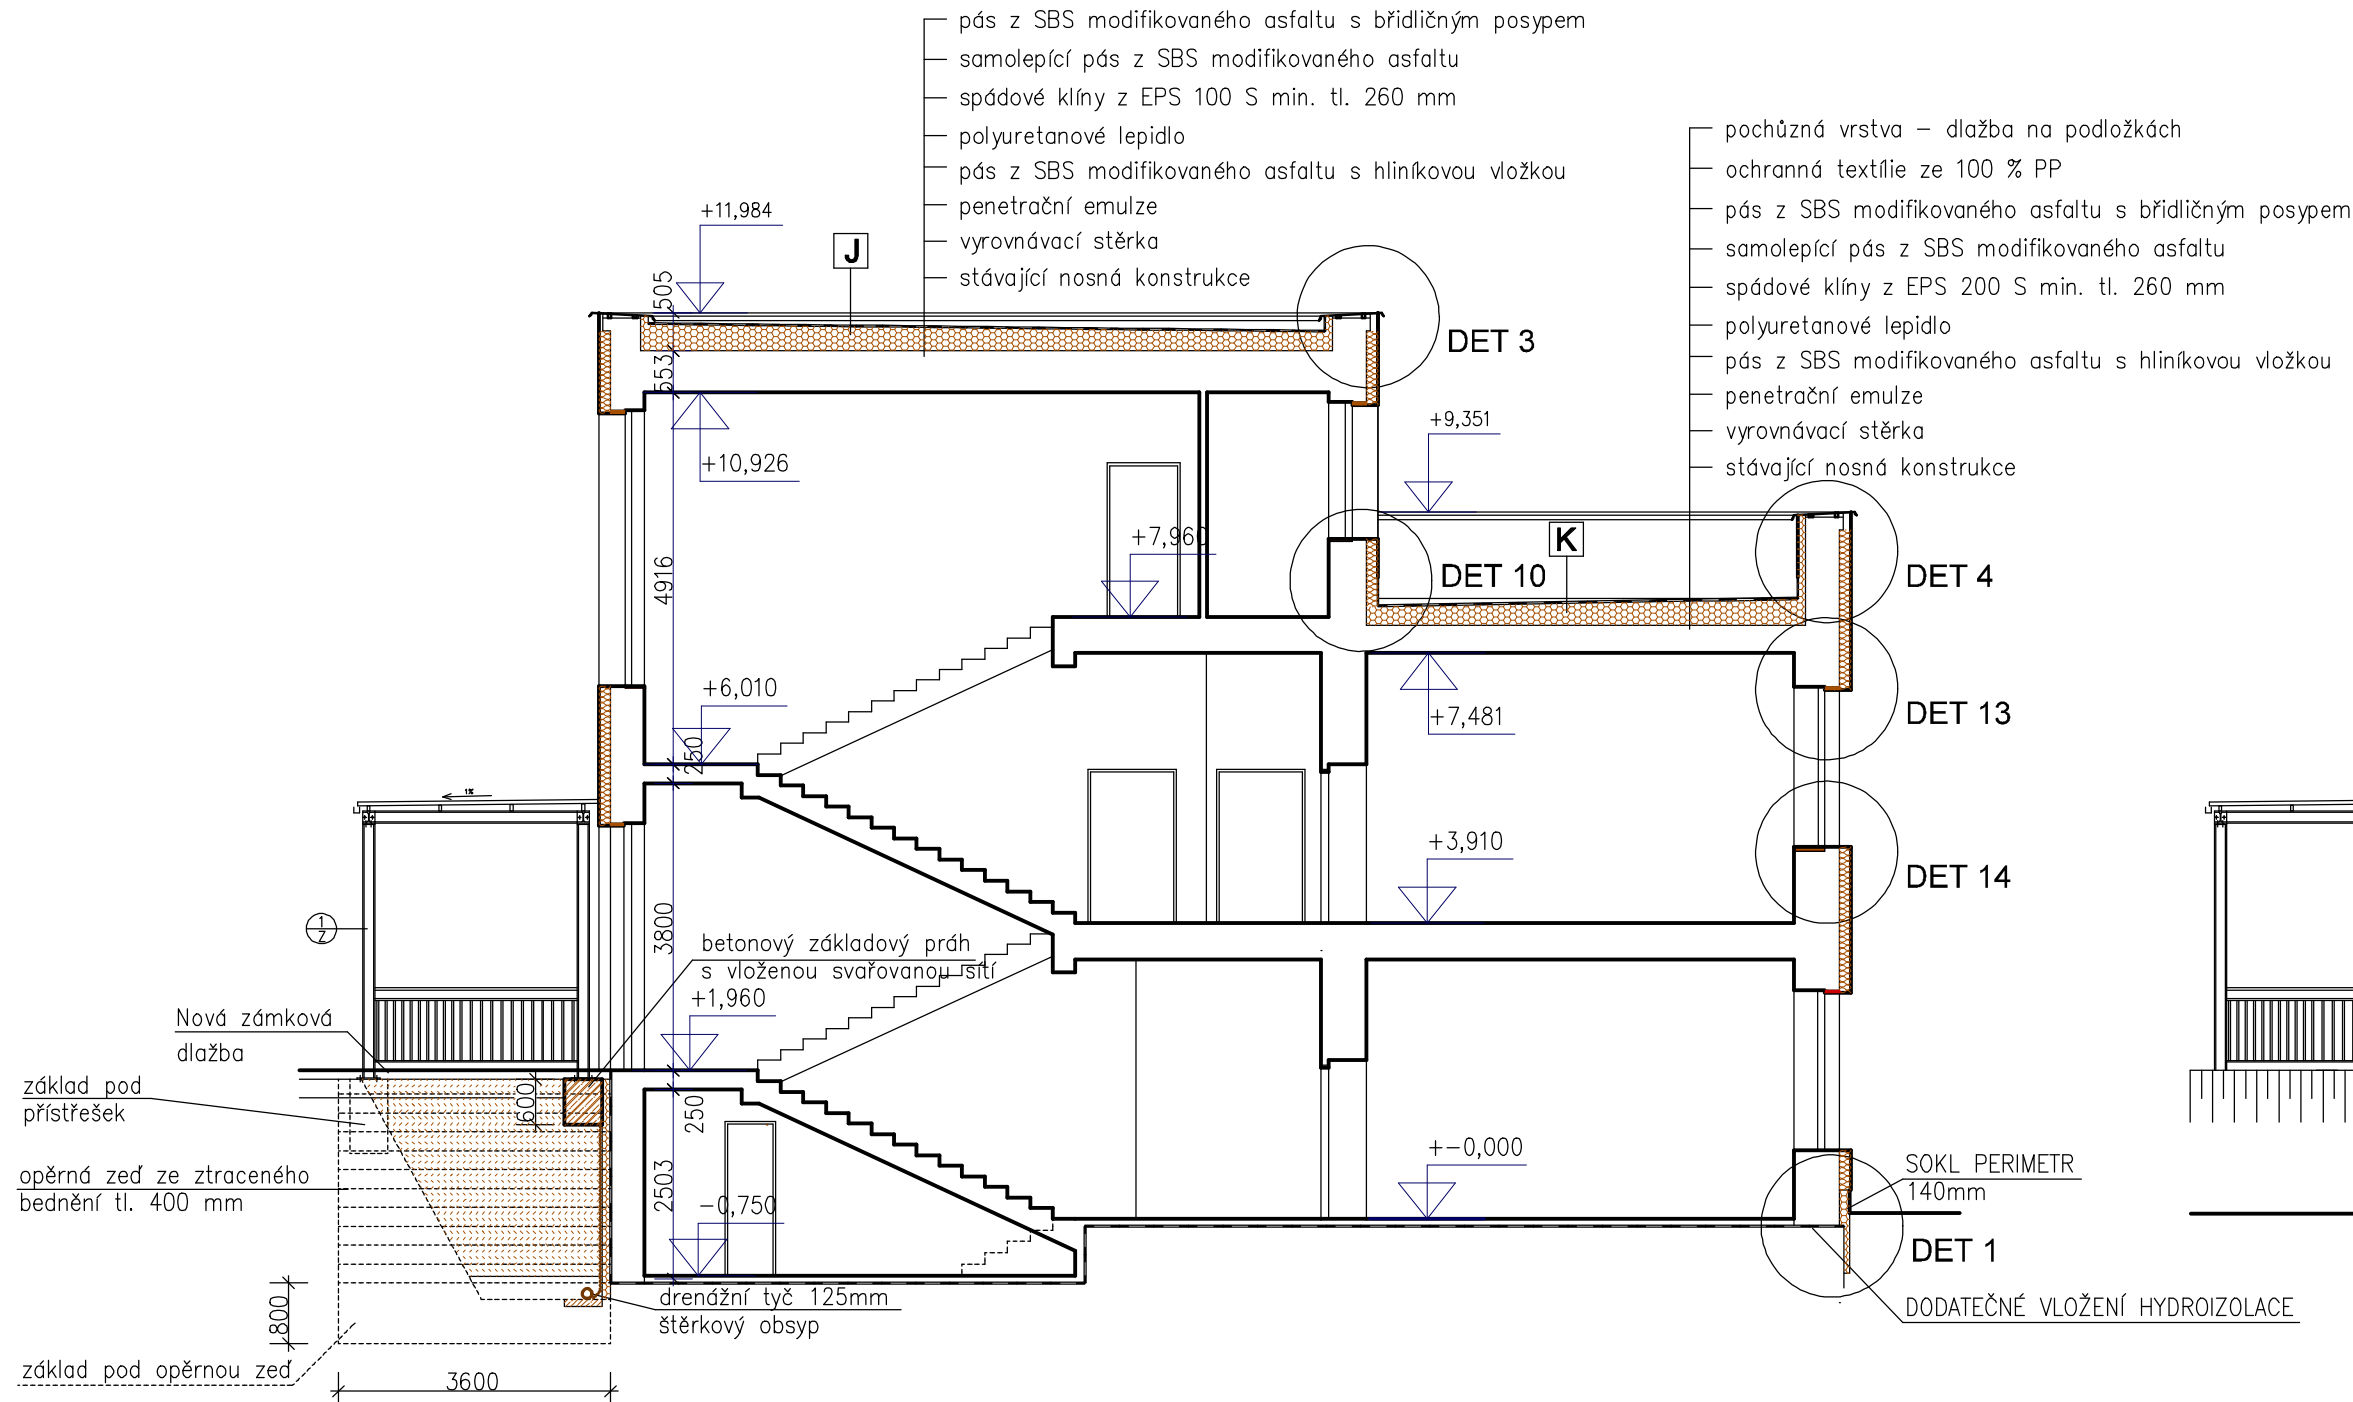 pás z SBS modifikovaného asfaltu s břidličným posypem
samolepící pás z SBS modifikovaného asfaltu
spádové klíny z EPS 100 S min. tl. 260 mm
polyuretanové lepidlo
pás z SBS modifikovaného asfaltu s hliníkovou vložkou
penetrační emulze
vyrovnávací stěrka
stávající nosná konstrukce
pochůzná vrstva – dlažba na podložkách
ochranná textílie ze 100 % PP
pás z SBS modifikovaného asfaltu s břidličným posypem
samolepící pás z SBS modifikovaného asfaltu
spádové klíny z EPS 200 S min. tl. 260 mm
polyuretanové lepidlo
pás z SBS modifikovaného asfaltu s hliníkovou vložkou
penetrační emulze
vyrovnávací stěrka
stávající nosná konstrukce
+11,984
J
505
DET 3
553
+9,351
+10,926
+7,960
K
DET 10
DET 4
4916
+6,010
+7,481
DET 13
250
1%
+3,910
DET 14
1
Z
3800
betonový základový práh
s vloženou svařovanou sítí
+1,960
Nová zámková
dlažba
základ pod
přístřešek
600
250
+-0,000
opěrná zeď ze ztraceného
bednění tl. 400 mm
2503
-0,750
SOKL PERIMETR
140mm
DET 1
drenážní tyč 125mm
štěrkový obsyp
DODATEČNÉ VLOŽENÍ HYDROIZOLACE
800
základ pod opěrnou zeď
3600